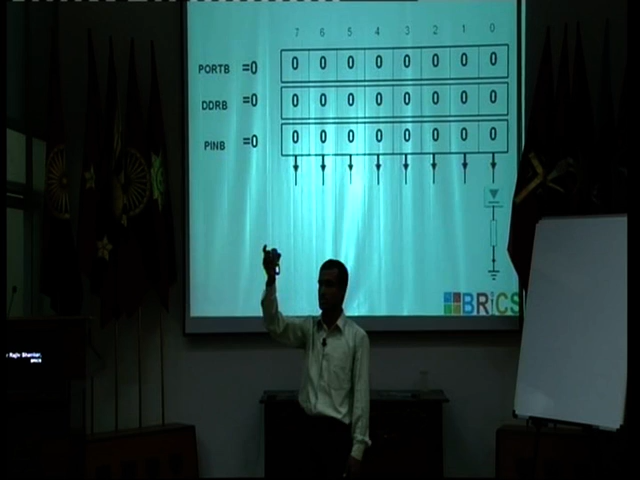 7 6 5 4 3 2 1 0
PORTB =0 0 0 0 0 0 0 0 0
DDRB =0 0 0 0 0 0 0 0 0
PINB =0 0 0 0 0 0 0 0 0
BRiCS